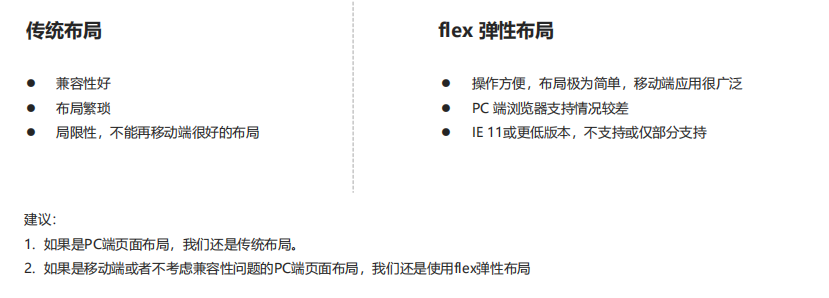 传统布局
● 兼容性好
● 布局繁琐
● 局限性，不能再移动端很好的布局
flex 弹性布局
● 操作方便，布局极为简单，移动端应用很广泛
● PC 端浏览器支持情况较差
● IE 11或更低版本，不支持或仅部分支持
建议：
1. 如果是PC端页面布局，我们还是传统布局。
2. 如果是移动端或者不考虑兼容性问题的PC端页面布局，我们还是使用flex弹性布局